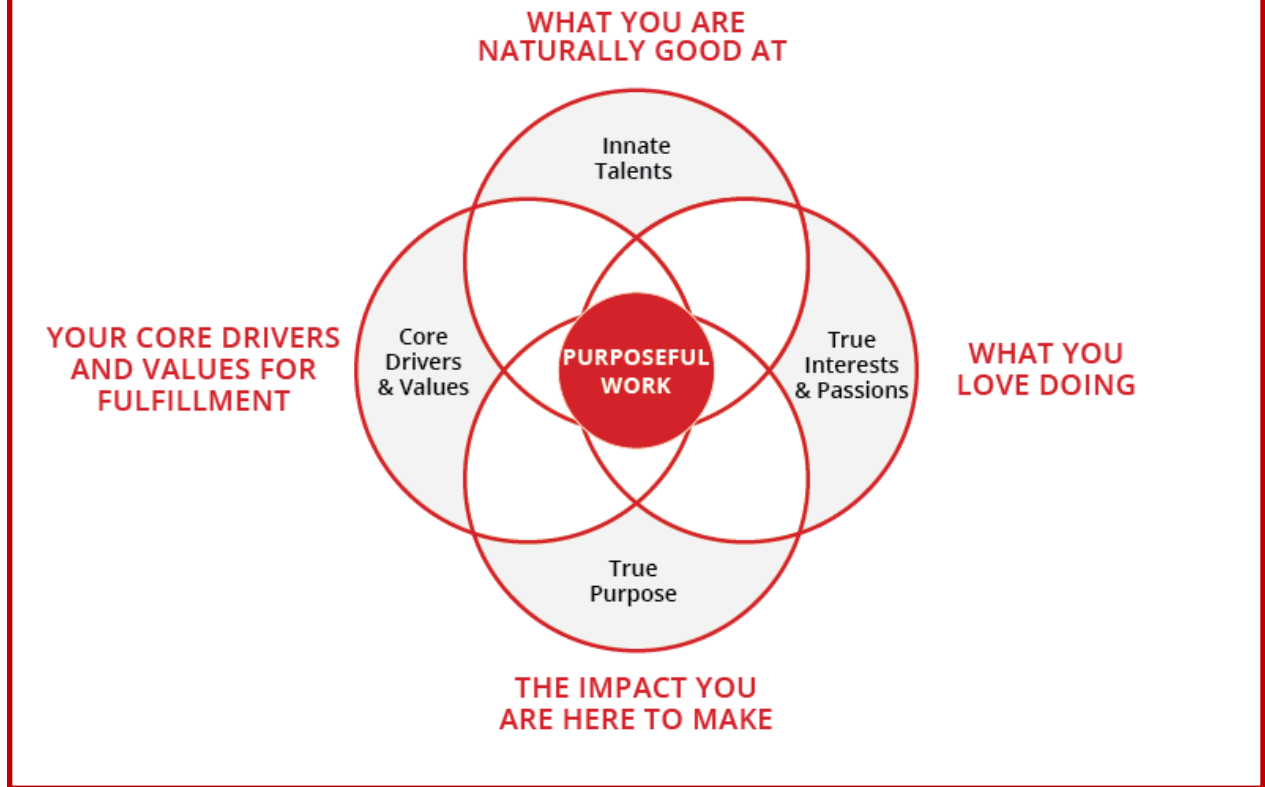 WHAT YOU ARE
NATURALLY GOOD AT
Innate
Talents
YOUR CORE DRIVERS
AND VALUES FOR
FULFILLMENT
Core
Drivers
& Values
PURPOSEFUL
WORK
True
Interests
& Passions
WHAT YOU
LOVE DOING
True
Purpose
THE IMPACT YOU
ARE HERE TO MAKE